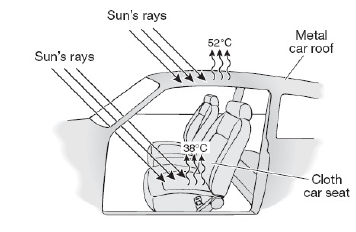 Sun's rays
52°C
Metal
car roof
Sun's rays
38°C
Cloth
car seat